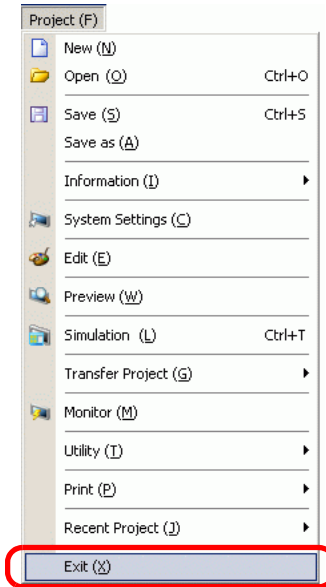 Project (F)
New (N)
Open (O) Ctrl+O
Save (S) Ctrl+S
Save as (A)
Information (I)
System Settings (C)
Edit (E)
Preview (W)
Simulation (L) Ctrl+T
Transfer Project (G)
Monitor (M)
Utility (T)
Print (P)
Recent Project (J)
Exit (X)